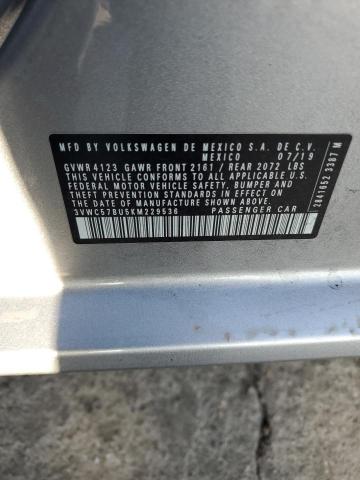 MFD. BY VOLKSWAGEN DE MEXICO S.A. DE C.V.
MEXICO 07/19
GVWR 4123 GAWR FRONT 2161 / REAR 2072 LBS
THIS VEHICLE CONFORMS TO ALL APPLICABLE U.S.
FEDERAL MOTOR VEHICLE SAFETY, BUMPER, AND
THEFT PREVENTION STANDARDS IN EFFECT ON
THE DATE OF MANUFACTURE SHOWN ABOVE.
3VWC57BU5KM229536 PASSENGER CAR
2841652 3387 M